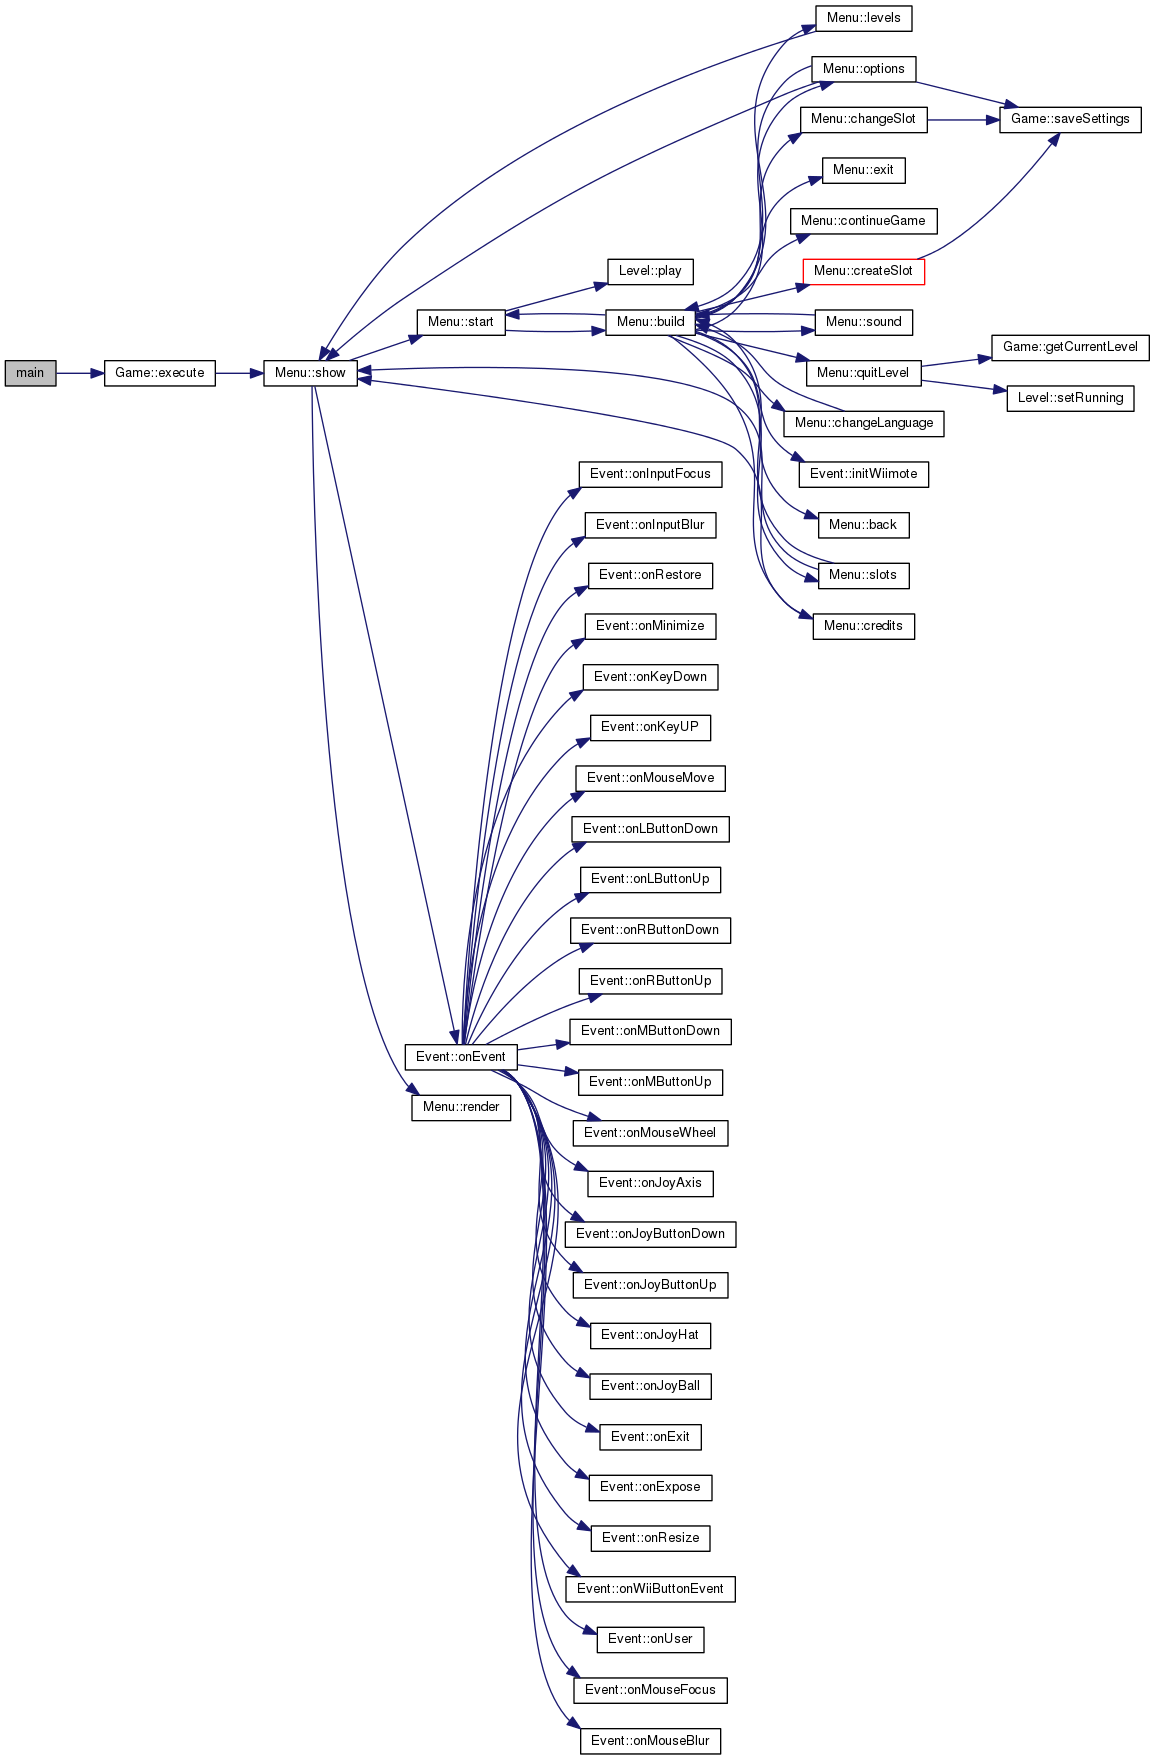 Menu::levels
Menu::options
Menu::changeSlot
Game::saveSettings
Menu::exit
Menu::continueGame
Level::play
Menu::createSlot
Menu::start
Menu::build
Menu::sound
Game::getCurrentLevel
main
Game::execute
Menu::show
Menu::quitLevel
Level::setRunning
Menu::changeLanguage
Event::onInputFocus
Event::initWiimote
Event::onInputBlur
Menu::back
Event::onRestore
Menu::slots
Event::onMinimize
Menu::credits
Event::onKeyDown
Event::onKeyUP
Event::onMouseMove
Event::onLButtonDown
Event::onLButtonUp
Event::onRButtonDown
Event::onRButtonUp
Event::onMButtonDown
Event::onEvent
Event::onMButtonUp
Menu::render
Event::onMouseWheel
Event::onJoyAxis
Event::onJoyButtonDown
Event::onJoyButtonUp
Event::onJoyHat
Event::onJoyBall
Event::onExit
Event::onExpose
Event::onResize
Event::onWiiButtonEvent
Event::onUser
Event::onMouseFocus
Event::onMouseBlur